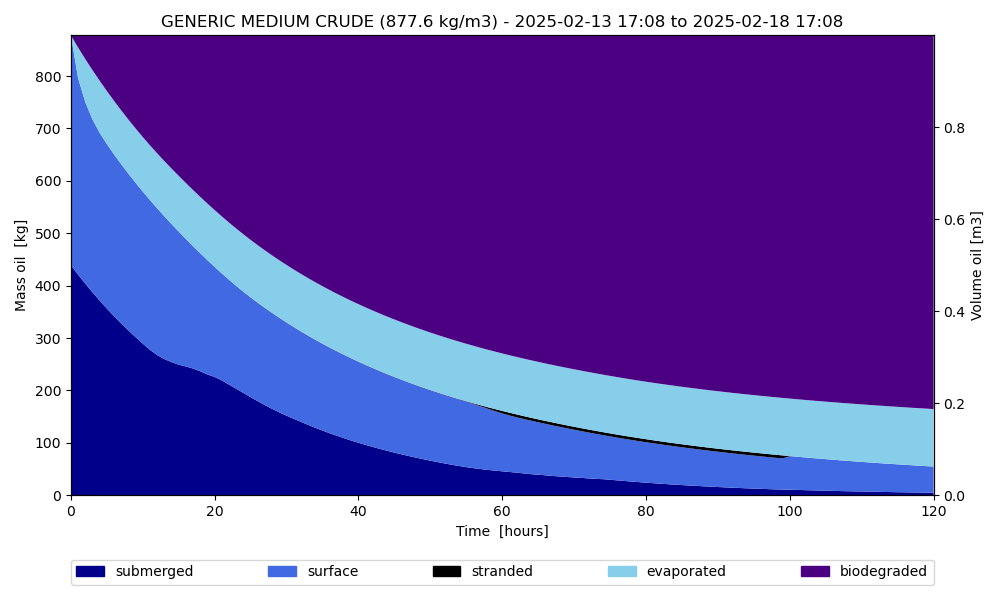 GENERIC MEDIUM CRUDE (877.6 kg/m3) - 2025-02-13 17:08 to 2025-02-18 17:08
Mass oil  [kg]
800
700
600
500
400
300
200
100
0
0.8
0.6
0.4
0.2
0.0
Volume oil [m3]
0 20 40 60 80 100 120
Time  [hours]
submerged surface stranded evaporated biodegraded